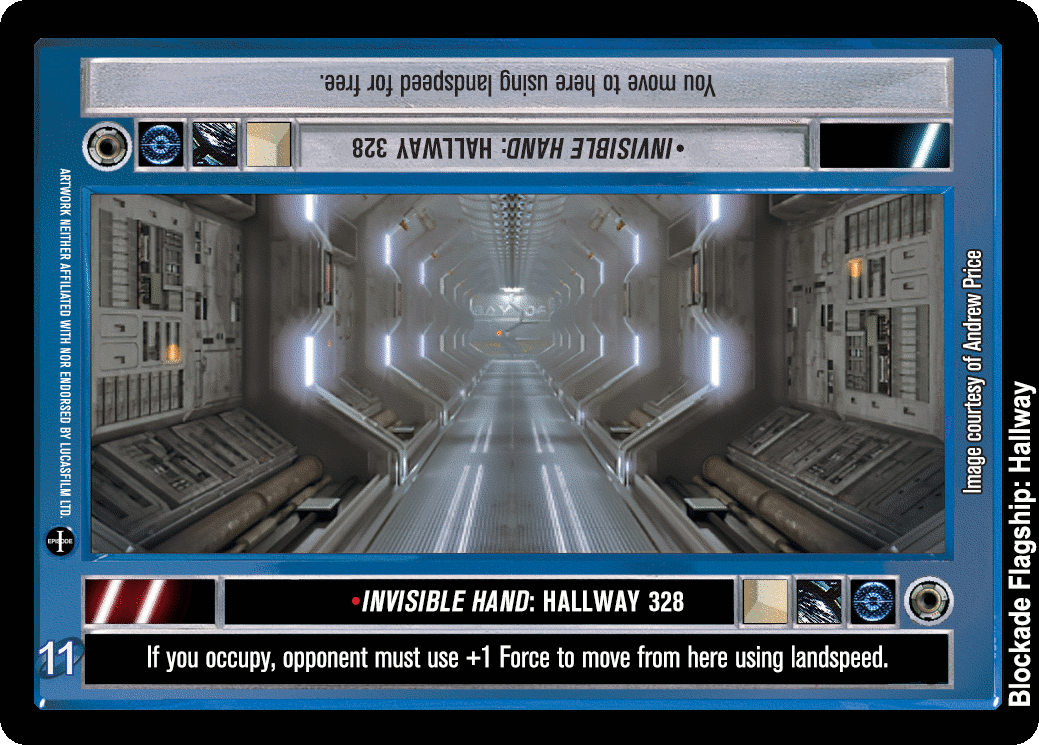 You move to here using landspeed for free.
•INVISIBLE HAND: HALLWAY 328
ARTWORK NEITHER AFFILIATED WITH NOR ENDORSED BY LUCASFILM LTD.
EPISODE
I
Image courtesy of Andrew Price
•INVISIBLE HAND: HALLWAY 328
11
If you occupy, opponent must use +1 Force to move from here using landspeed.
Blockade Flagship: Hallway